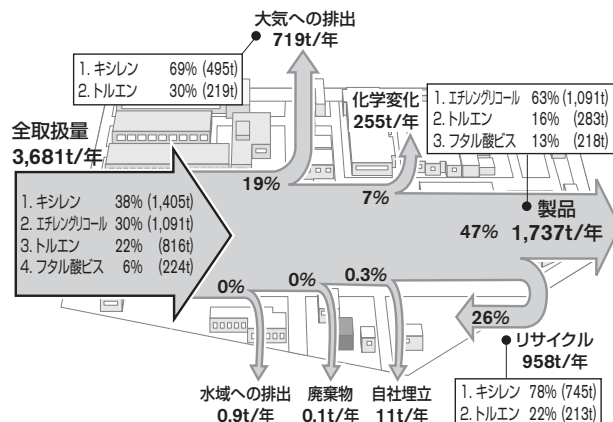 大気への排出
719t/年
1. キシレン 69% (495t)
2. トルエン 30% (219t)
化学変化
255t/年
1. エチレングリコール 63% (1,091t)
2. トルエン 16% (283t)
3. フタル酸ビス 13% (218t)
全取扱量
3,681t/年
1. キシレン 38% (1,405t)
2. エチレングリコール 30% (1,091t)
3. トルエン 22% (816t)
4. フタル酸ビス 6% (224t)
19%
7%
47%
製品
1,737t/年
0%
0%
0.3%
26%
リサイクル
958t/年
水域への排出
0.9t/年
廃棄物
0.1t/年
自社埋立
11t/年
1. キシレン 78% (745t)
2. トルエン 22% (213t)